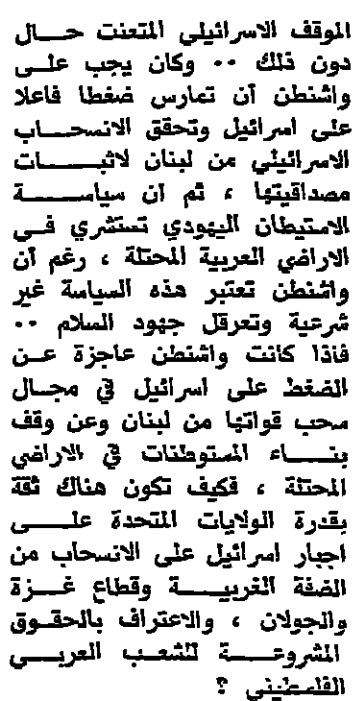 الموقف الاسرائيلي المتعنت حال
دون ذلك ٠٠ وكان يجب على
واشنطن أن تمارس ضغطا فاعلا
على اسرائيل وتحقق الانسحاب
الاسرائيلي من لبنان لاثبات
مصداقيتها ، ثم ان سياسة
الاستيطان اليهودي تستشري في
الاراضي العربية المحتلة ، رغم أن
واشنطن تعتبر هذه السياسة غير
شرعية وتعرقل جهود السلام ٠٠
فاذا كانت واشنطن عاجزة عن
الضغط على اسرائيل في مجال
سحب قواتها من لبنان وعن وقف
بناء المستوطنات في الاراضي
المحتلة ، فكيف تكون هناك ثقة
بقدرة الولايات المتحدة على
اجبار اسرائيل على الانسحاب من
الضفة الغربية وقطاع غزة
والجولان ، والاعتراف بالحقوق
المشروعة للشعب العربي
الفلسطيني ؟